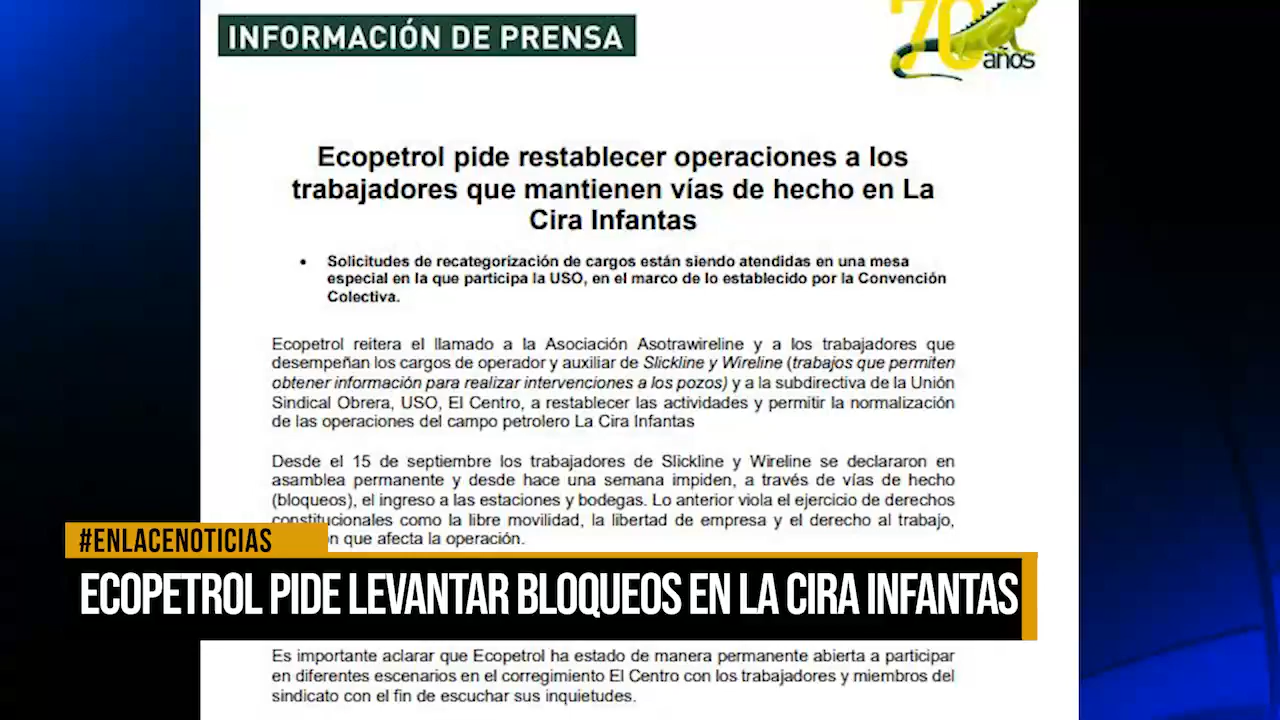 INFORMACIÓN DE PRENSA
70
años
Ecopetrol pide restablecer operaciones a los
trabajadores que mantienen vías de hecho en La
Cira Infantas
• Solicitudes de recategorización de cargos están siendo atendidas en una mesa
especial en la que participa la USO, en el marco de lo establecido por la Convención
Colectiva.
Ecopetrol reitera el llamado a la Asociación Asotrawireline y a los trabajadores que
desempeñan los cargos de operador y auxiliar de Slickline y Wireline (trabajos que permiten
obtener información para realizar intervenciones a los pozos) y a la subdirectiva de la Unión
Sindical Obrera, USO, El Centro, a restablecer las actividades y permitir la normalización
de las operaciones del campo petrolero La Cira Infantas
Desde el 15 de septiembre los trabajadores de Slickline y Wireline se declararon en
asamblea permanente y desde hace una semana impiden, a través de vías de hecho
(bloqueos), el ingreso a las estaciones y bodegas. Lo anterior viola el ejercicio de derechos
constitucionales como la libre movilidad, la libertad de empresa y el derecho al trabajo,
que afecta la operación.
#ENLACENOTICIAS
ECOPETROL PIDE LEVANTAR BLOQUEOS EN LA CIRA INFANTAS
Es importante aclarar que Ecopetrol ha estado de manera permanente abierta a participar
en diferentes escenarios en el corregimiento El Centro con los trabajadores y miembros del
sindicato con el fin de escuchar sus inquietudes.